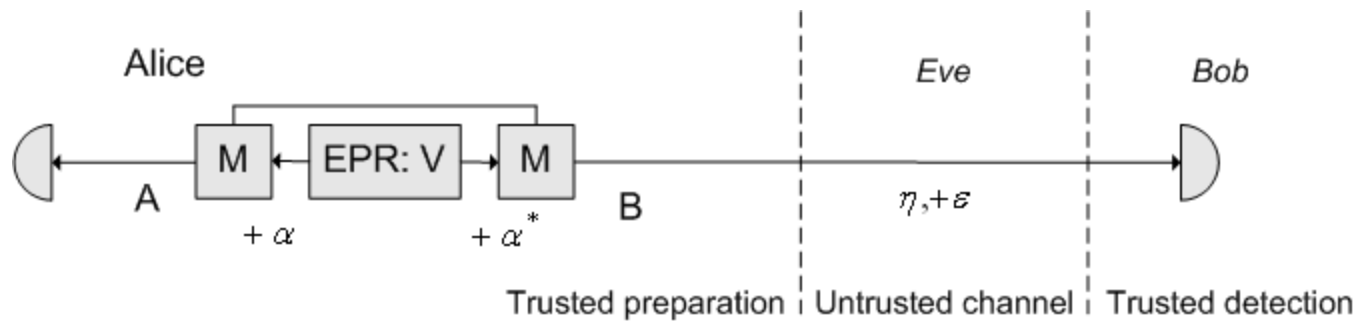 Alice
Eve
Bob
M
EPR: V
M
A
B
+ α
+ α*
η,+ε
Trusted preparation
Untrusted channel
Trusted detection